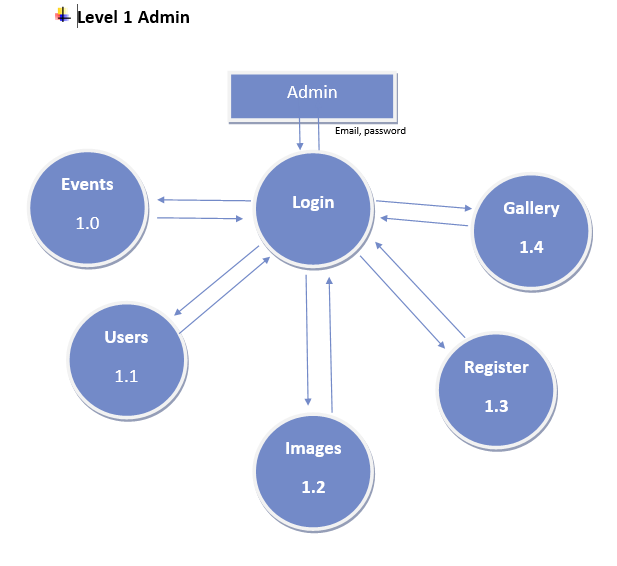 Level 1 Admin
Admin
Email, password
Login
Events
1.0
Gallery
1.4
Users
1.1
Register
1.3
Images
1.2